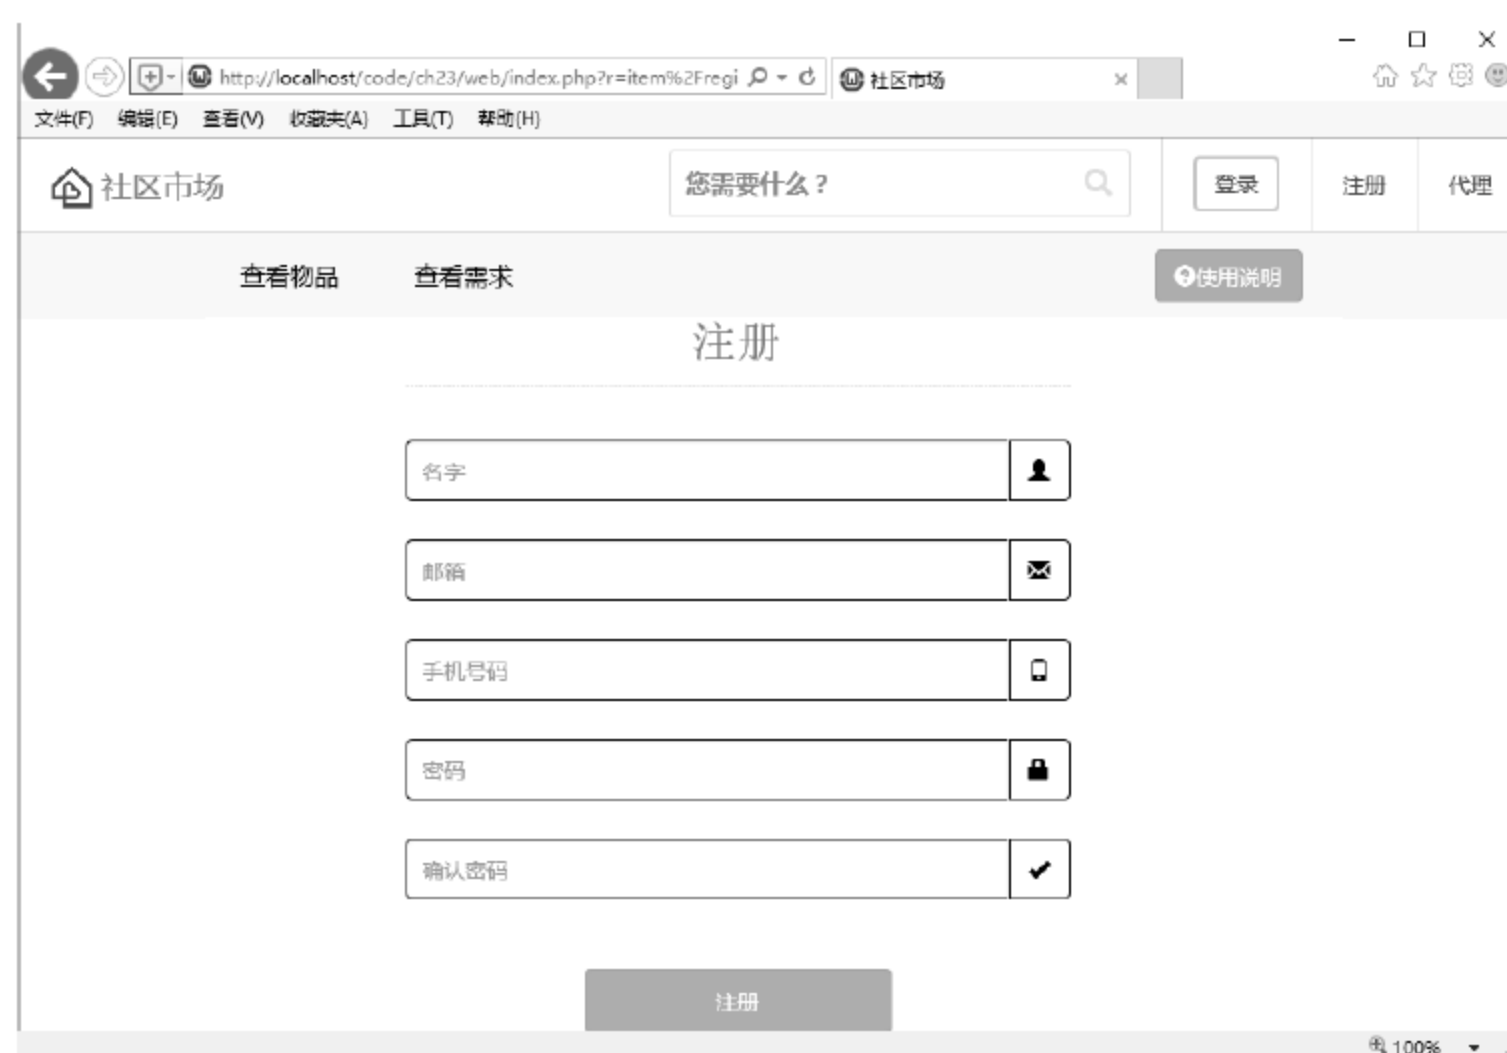 http://localhost/code/ch23/web/index.php?r=item%2Fregi
社区市场
文件(F) 编辑(E) 查看(V) 收藏夹(A) 工具(T) 帮助(H)
社区市场 您需要什么？ 登录 注册 代理
查看物品 查看需求 使用说明
注册
名字
邮箱
手机号码
密码
确认密码
注册
100%